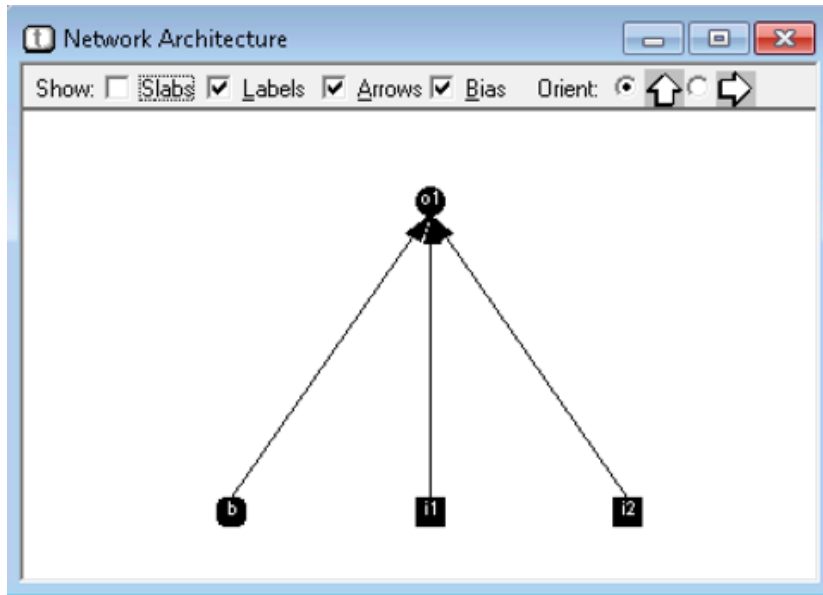 t Network Architecture
Show: Slabs Labels Arrows Bias Orient:
o1
b i1 i2